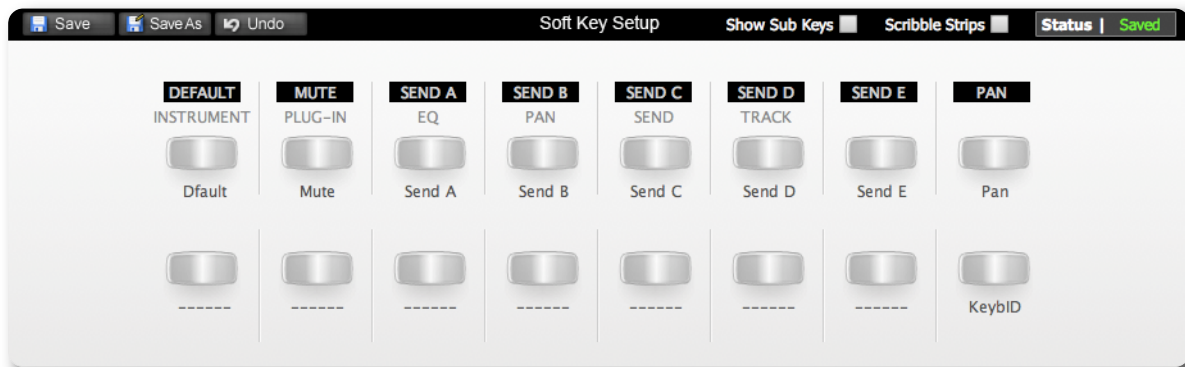 Save Save As Undo Soft Key Setup Show Sub Keys Scribble Strips Status | Saved
DEFAULT MUTE SEND A SEND B SEND C SEND D SEND E PAN
INSTRUMENT PLUG-IN EQ PAN SEND TRACK
Dfault Mute Send A Send B Send C Send D Send E Pan
------ ------ ------ ------ ------ ------ ------ KeybID